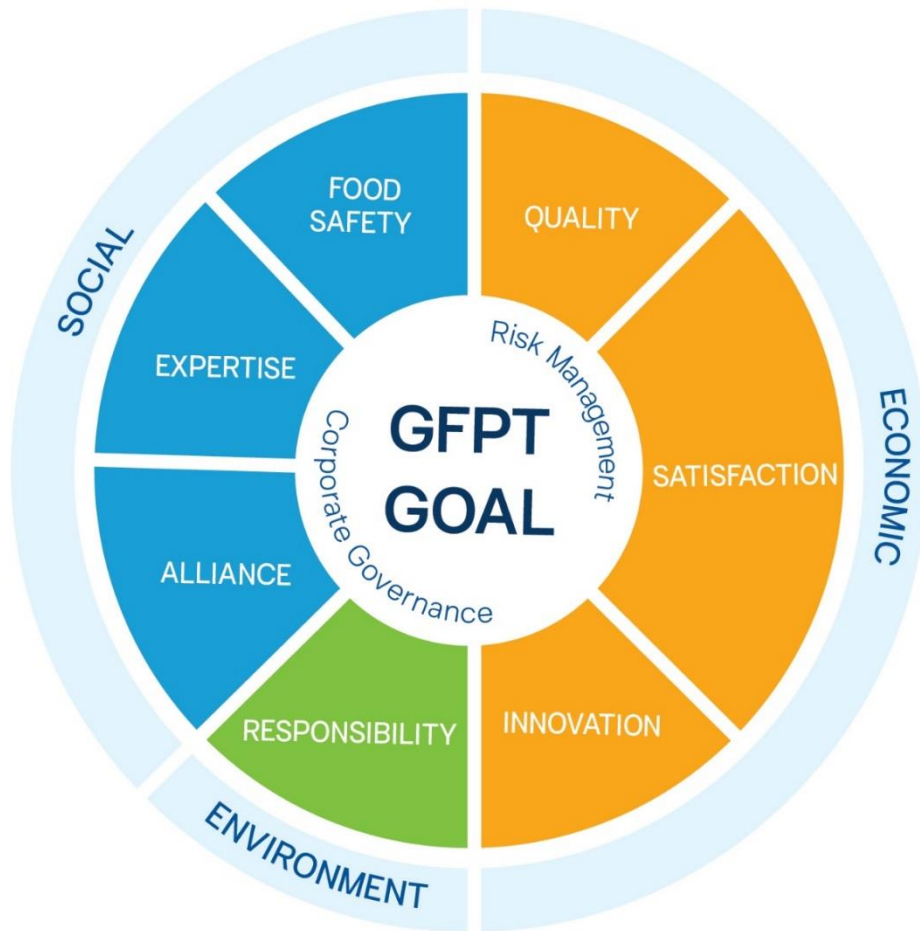 FOOD
SAFETY
QUALITY
SOCIAL
Risk Management
EXPERTISE
GFPT
GOAL
Corporate Governance
SATISFACTION
ECONOMIC
ALLIANCE
RESPONSIBILITY
INNOVATION
ENVIRONMENT